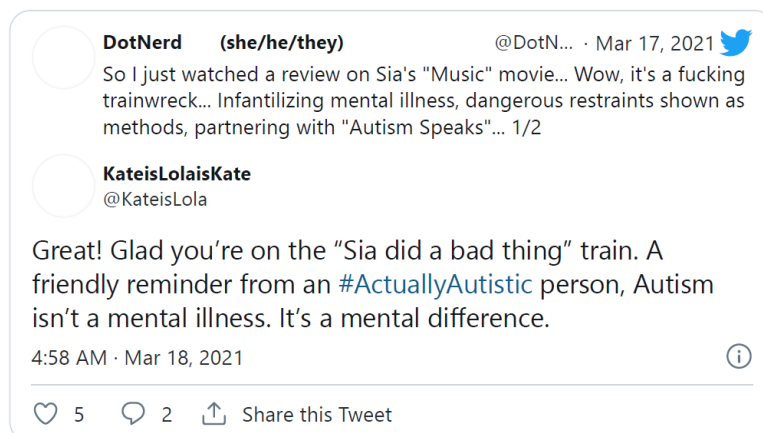 DotNerd (she/he/they) @DotN... · Mar 17, 2021
So I just watched a review on Sia's "Music" movie... Wow, it's a fucking
trainwreck... Infantilizing mental illness, dangerous restraints shown as
methods, partnering with "Autism Speaks"... 1/2
KateisLolaisKate
@KateisLola
Great! Glad you’re on the “Sia did a bad thing” train. A
friendly reminder from an #ActuallyAutistic person, Autism
isn’t a mental illness. It’s a mental difference.
4:58 AM · Mar 18, 2021
5 2 Share this Tweet